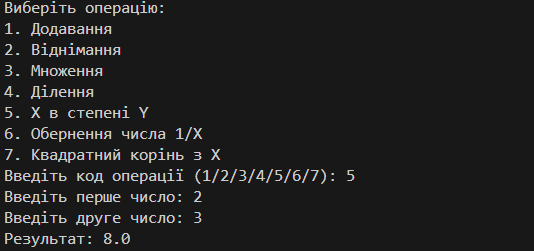 Виберіть операцію:
1. Додавання
2. Віднімання
3. Множення
4. Ділення
5. X в степені Y
6. Обернення числа 1/X
7. Квадратний корінь з X
Введіть код операції (1/2/3/4/5/6/7): 5
Введіть перше число: 2
Введіть друге число: 3
Результат: 8.0